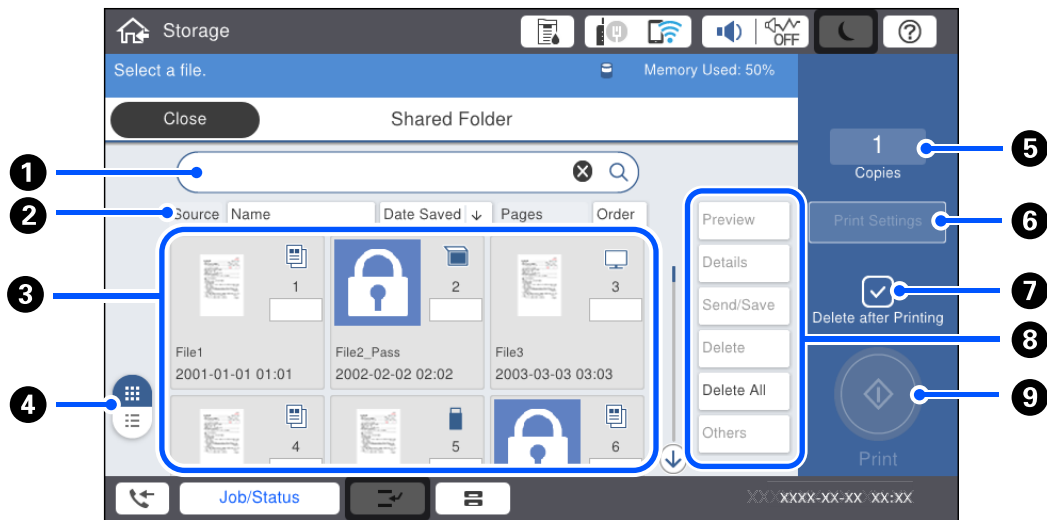 Storage
OFF
Select a file.
Memory Used: 50%
Close
Shared Folder
1
Copies
5
1
2
Source Name Date Saved Pages Order
Preview
Print Settings
6
1
2
3
Details
3
Send/Save
7
Delete after Printing
File1
File2_Pass
File3
Delete
8
2001-01-01 01:01
2002-02-02 02:02
2003-03-03 03:03
4
Delete All
9
4
5
6
Others
Print
Job/Status
XXX xxxx-xx-xx xx:xx